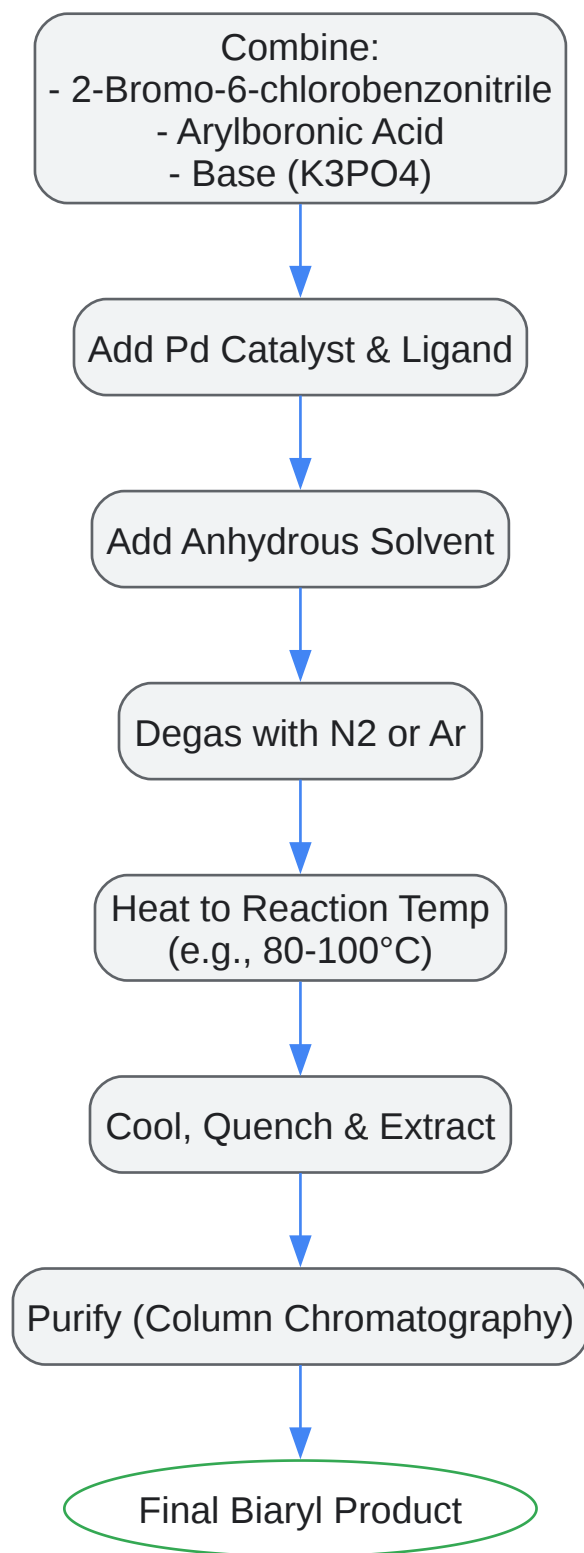 Combine:
- 2-Bromo-6-chlorobenzonitrile
- Arylboronic Acid
- Base (K3PO4)
Add Pd Catalyst & Ligand
Add Anhydrous Solvent
Degas with N2 or Ar
Heat to Reaction Temp
(e.g., 80-100°C)
Cool, Quench & Extract
Purify (Column Chromatography)
Final Biaryl Product